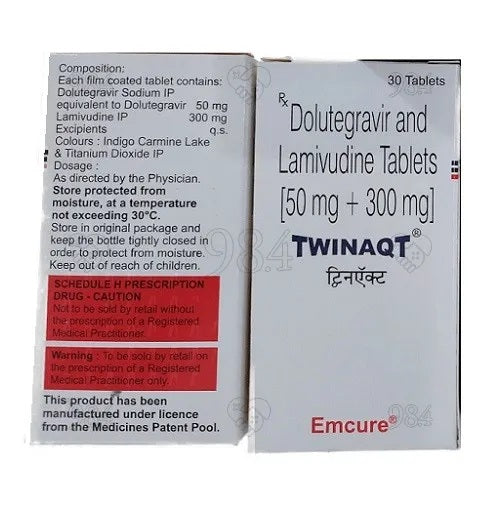 Composition:
Each film coated tablet contains:
Dolutegravir Sodium IP
equivalent to Dolutegravir 50 mg
Lamivudine IP 300 mg
Excipients q.s.
Colours : Indigo Carmine Lake
& Titanium Dioxide IP
Dosage :
As directed by the Physician.
Store protected from
moisture, at a temperature
not exceeding 30°C.
Store in original package and
keep the bottle tightly closed in
order to protect from moisture.
Keep out of reach of children.
SCHEDULE H PRESCRIPTION
DRUG - CAUTION
Not to be sold by retail without
the prescription of a Registered
Medical Practitioner.
Warning : To be sold by retail on
the prescription of a Registered
Medical Practitioner only.
This product has been
manufactured under licence
from the Medicines Patent Pool.
30 Tablets
Rx
Dolutegravir and
Lamivudine Tablets
[50 mg + 300 mg]
TWINAQT®
ट्विनऍक्ट
Emcure®
984
984